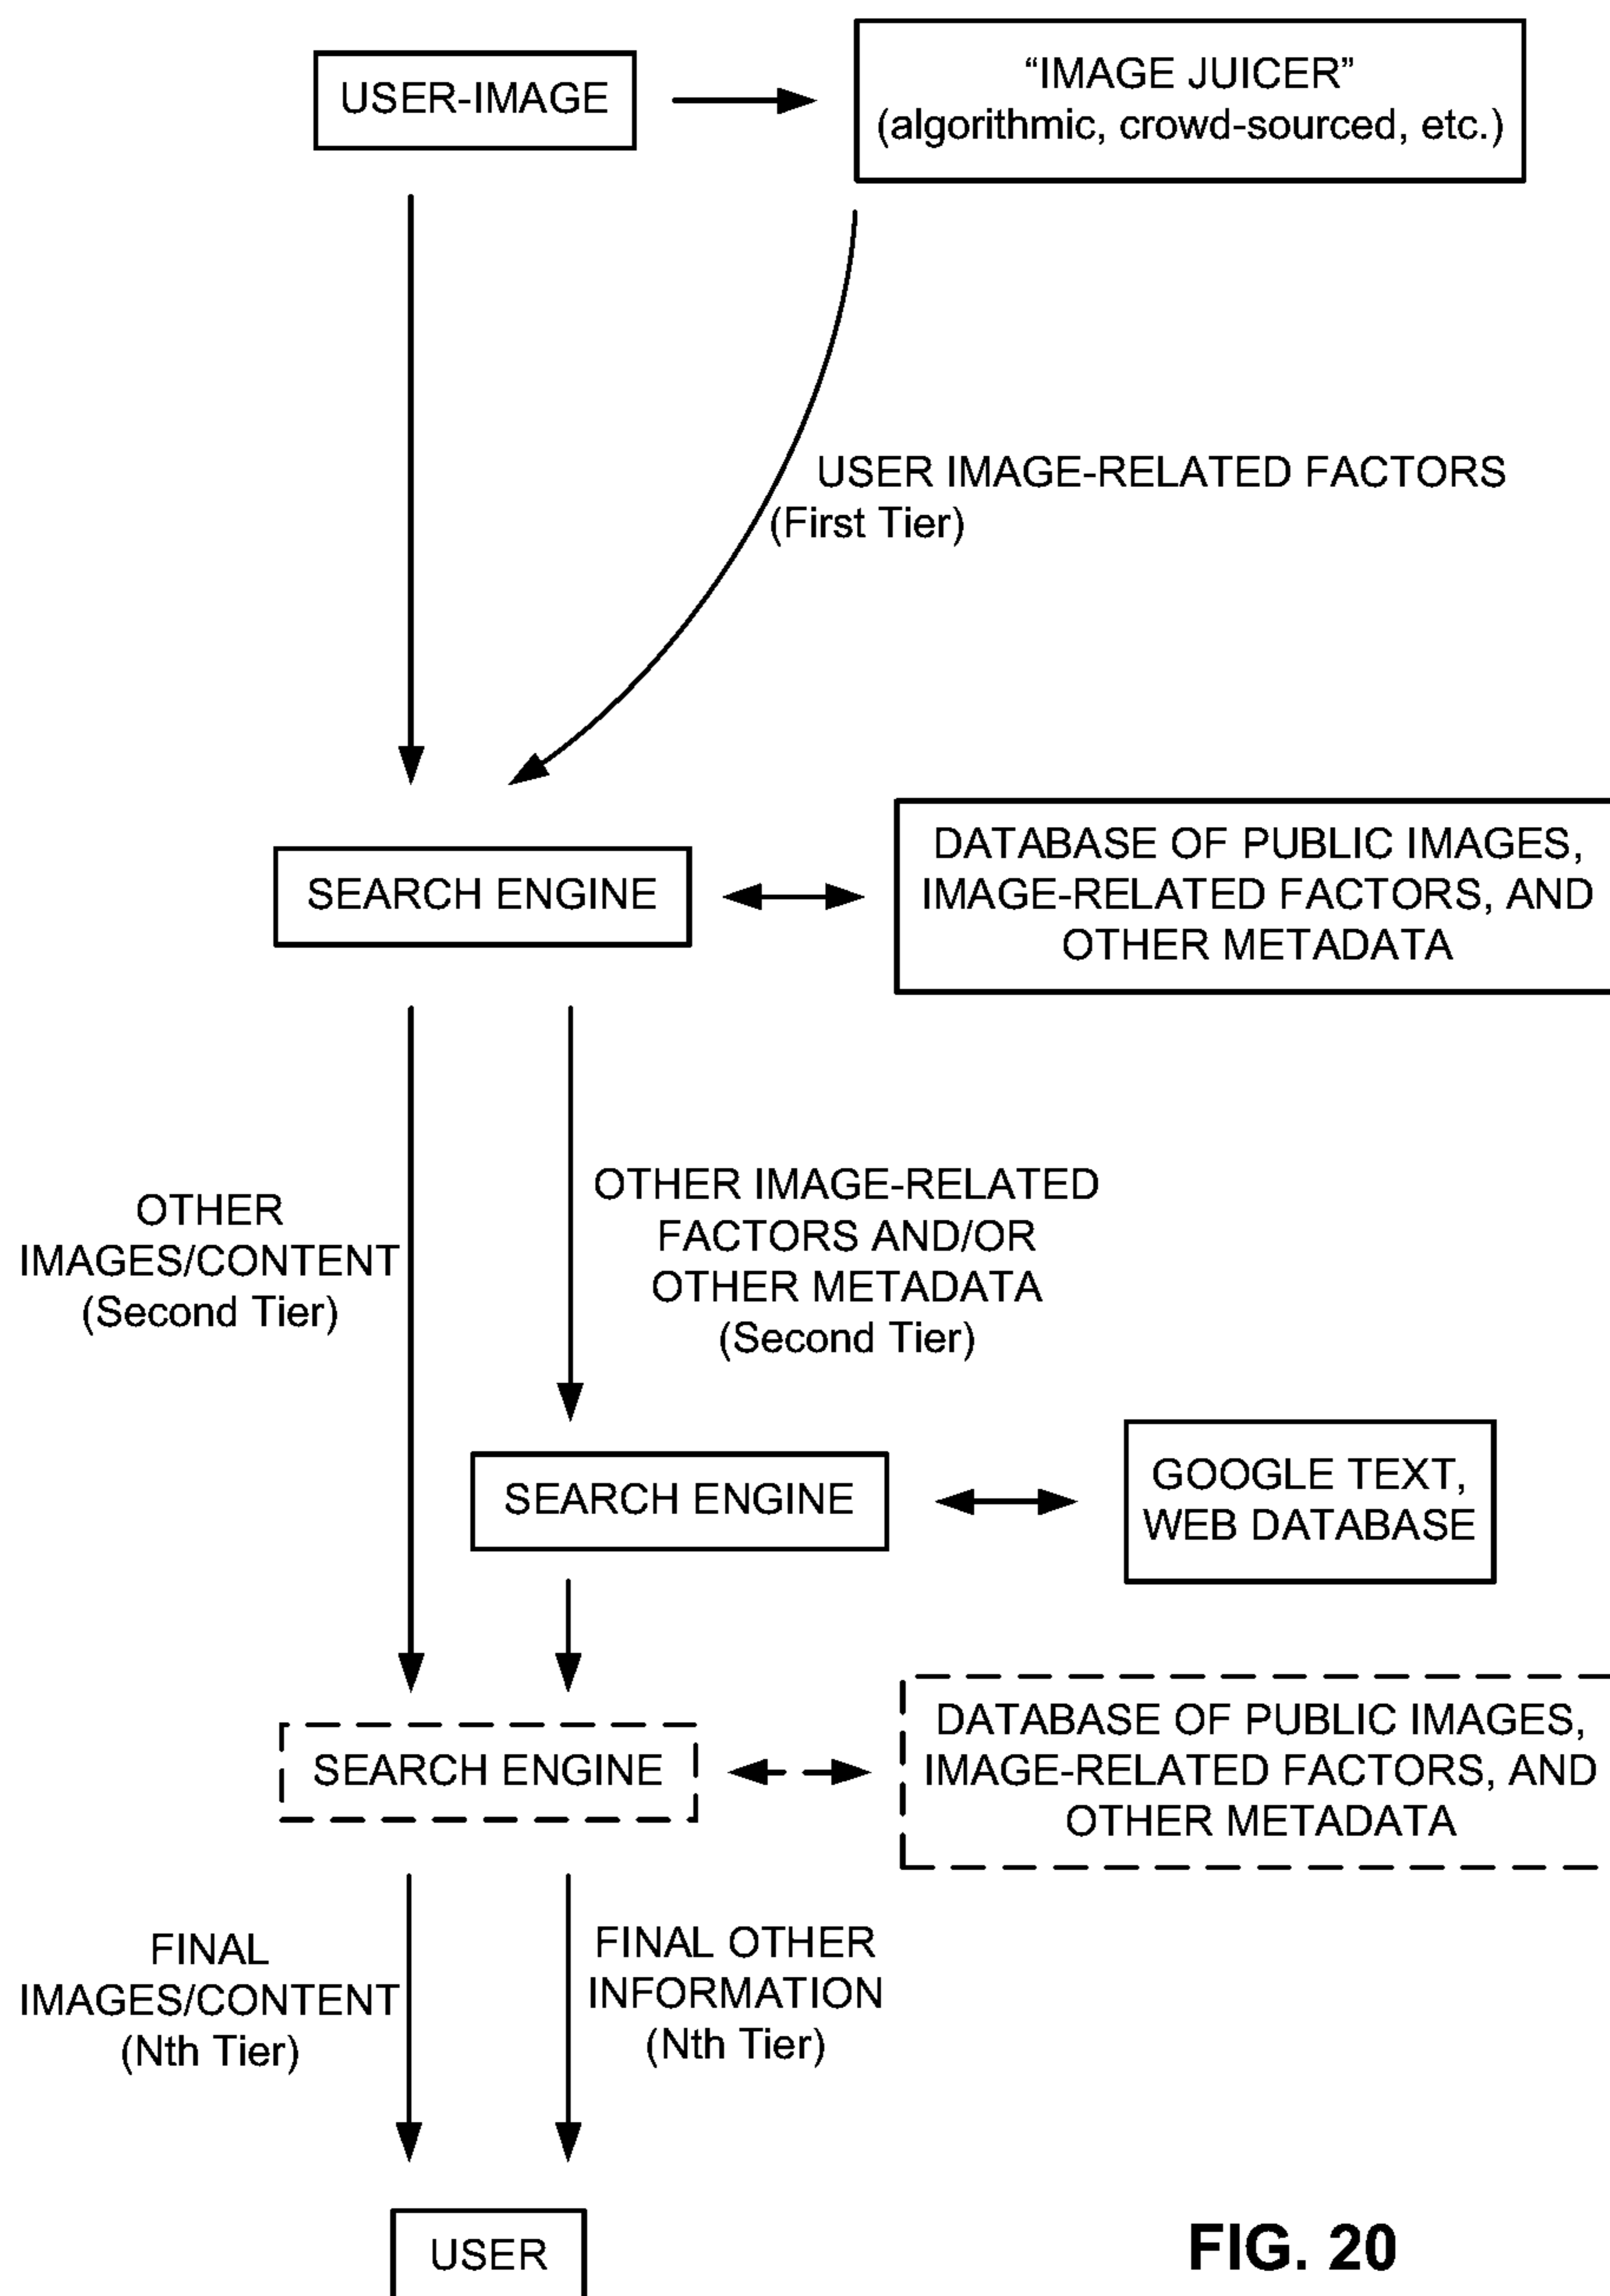 USER-IMAGE
“IMAGE JUICER”
(algorithmic, crowd-sourced, etc.)
USER IMAGE-RELATED FACTORS
(First Tier)
SEARCH ENGINE
DATABASE OF PUBLIC IMAGES,
IMAGE-RELATED FACTORS, AND
OTHER METADATA
OTHER
IMAGES/CONTENT
(Second Tier)
OTHER IMAGE-RELATED
FACTORS AND/OR
OTHER METADATA
(Second Tier)
SEARCH ENGINE
GOOGLE TEXT,
WEB DATABASE
SEARCH ENGINE
DATABASE OF PUBLIC IMAGES,
IMAGE-RELATED FACTORS, AND
OTHER METADATA
FINAL
IMAGES/CONTENT
(Nth Tier)
FINAL OTHER
INFORMATION
(Nth Tier)
USER
FIG. 20